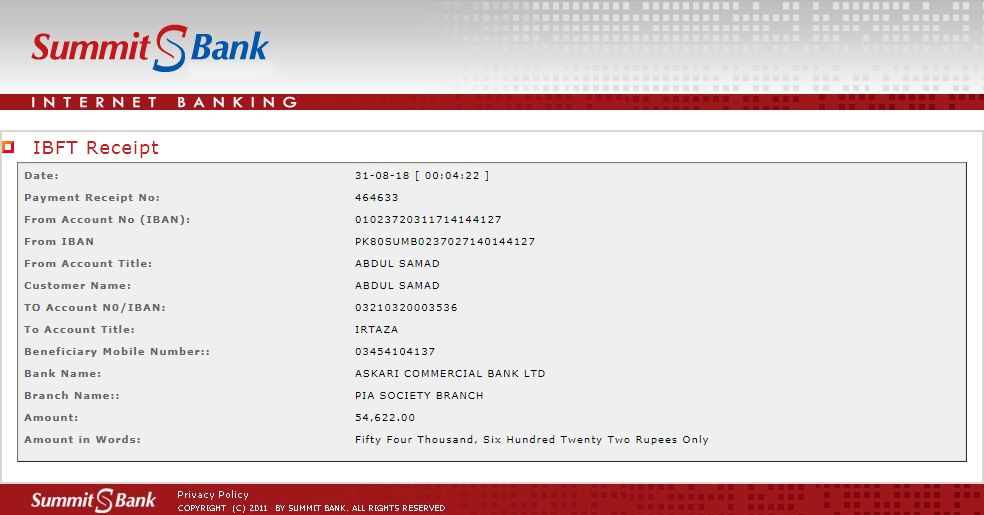 Summit S Bank
INTERNET BANKING
IBFT Receipt
Date: 31-08-18 [ 00:04:22 ]
Payment Receipt No: 464633
From Account No (IBAN): 01023720311714144127
From IBAN PK80SUMB0237027140144127
From Account Title: ABDUL SAMAD
Customer Name: ABDUL SAMAD
TO Account N0/IBAN: 03210320003536
To Account Title: IRTAZA
Beneficiary Mobile Number:: 03454104137
Bank Name: ASKARI COMMERCIAL BANK LTD
Branch Name:: PIA SOCIETY BRANCH
Amount: 54,622.00
Amount in Words: Fifty Four Thousand, Six Hundred Twenty Two Rupees Only
Summit S Bank
Privacy Policy
COPYRIGHT (C) 2011 BY SUMMIT BANK. ALL RIGHTS RESERVED